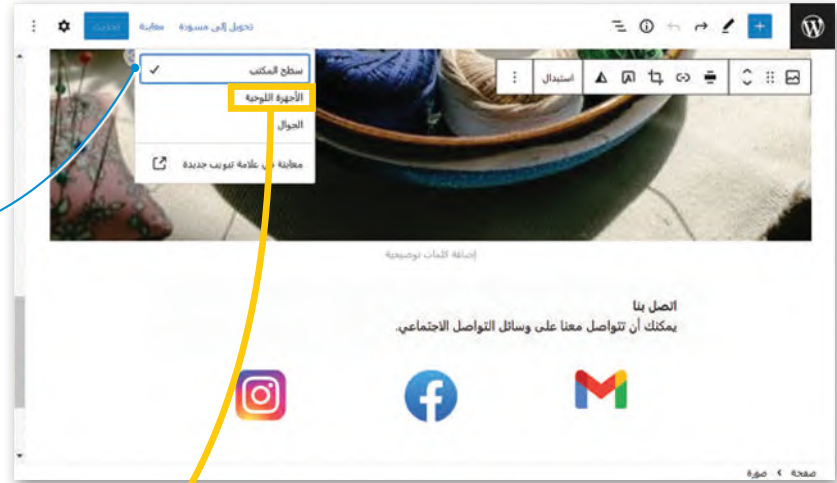 تحويل إلى مسودة
معاينة
تحديث
سطح المكتب
الأجهزة اللوحية
الجوال
معاينة في علامة تبويب جديدة
استبدال
إضافة كلمات توضيحية
اتصل بنا
يمكنك أن تتواصل معنا على وسائل التواصل الاجتماعي.
صفحة
صورة